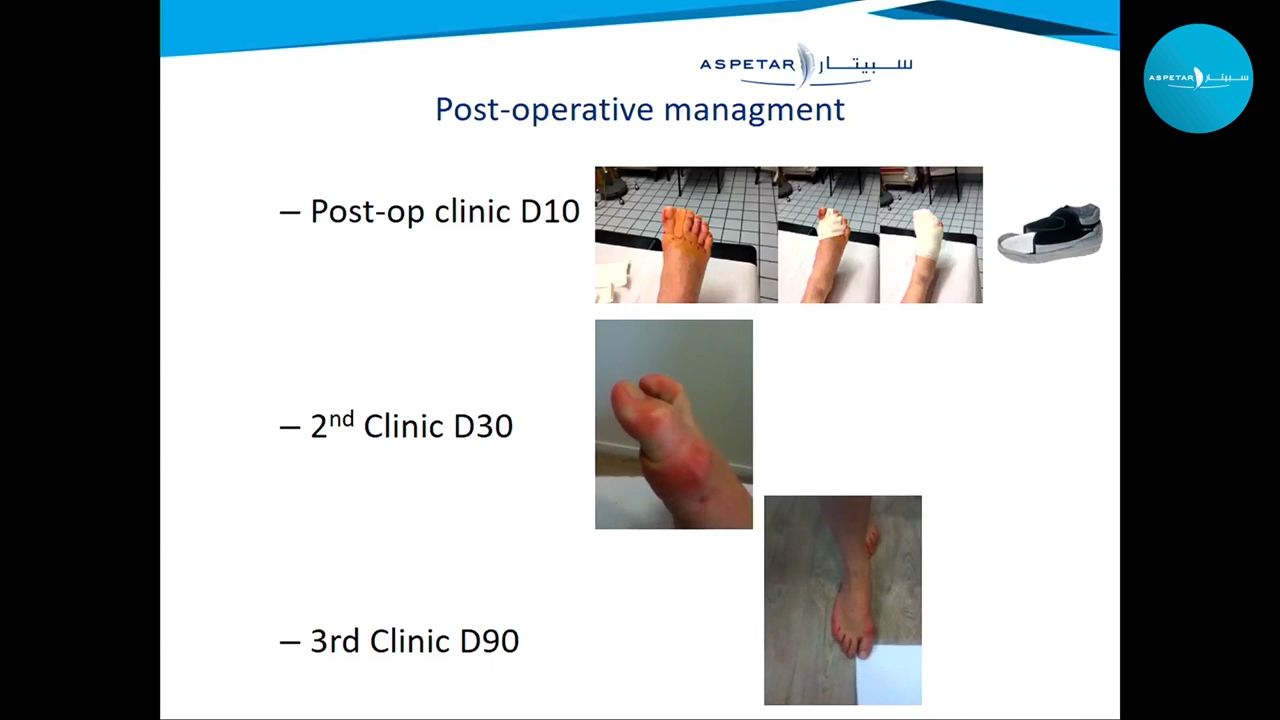 ASPETAR سبيتار
ASPETAR سبيتار
Post-operative managment
– Post-op clinic D10
– 2nd Clinic D30
– 3rd Clinic D90